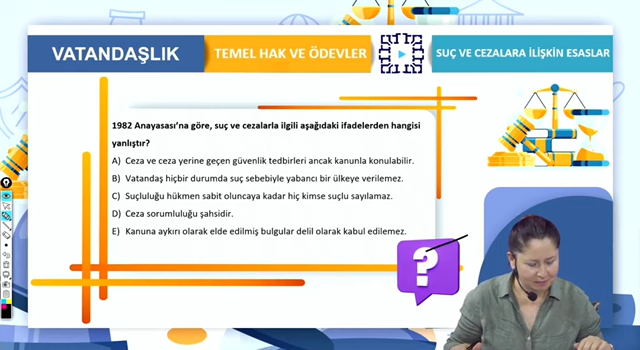 VATANDAŞLIK
TEMEL HAK VE ÖDEVLER
SUÇ VE CEZALARA İLİŞKİN ESASLAR
1982 Anayasası’na göre, suç ve cezalarla ilgili aşağıdaki ifadelerden hangisi
yanlıştır?
A) Ceza ve ceza yerine geçen güvenlik tedbirleri ancak kanunla konulabilir.
B) Vatandaş hiçbir durumda suç sebebiyle yabancı bir ülkeye verilemez.
C) Suçluluğu hükmen sabit oluncaya kadar hiç kimse suçlu sayılamaz.
D) Ceza sorumluluğu şahsidir.
E) Kanuna aykırı olarak elde edilmiş bulgular delil olarak kabul edilemez.
?